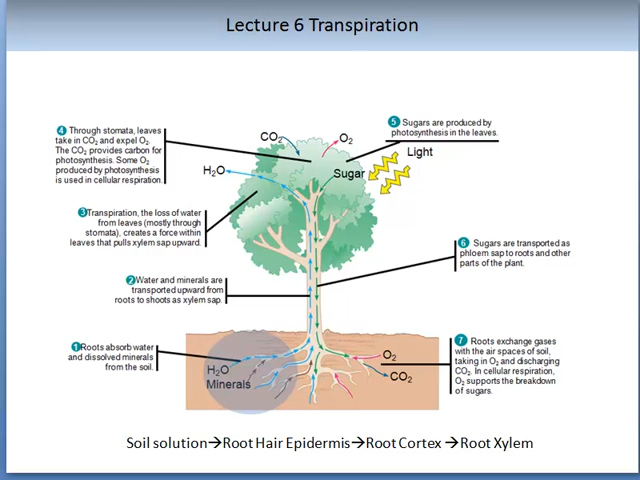 Lecture 6 Transpiration
4 Through stomata, leaves
take in CO2 and expel O2.
The CO2 provides carbon for
photosynthesis. Some O2
produced by photosynthesis
is used in cellular respiration.
CO2
O2
5 Sugars are produced by
photosynthesis in the leaves.
Light
H2O
Sugar
3 Transpiration, the loss of water
from leaves (mostly through
stomata), creates a force within
leaves that pulls xylem sap upward.
6 Sugars are transported as
phloem sap to roots and other
parts of the plant.
2 Water and minerals are
transported upward from
roots to shoots as xylem sap.
1 Roots absorb water
and dissolved minerals
from the soil.
H2O
Minerals
O2
CO2
7 Roots exchange gases
with the air spaces of soil,
taking in O2 and discharging
CO2. In cellular respiration,
O2 supports the breakdown
of sugars.
Soil solution→Root Hair Epidermis→Root Cortex →Root Xylem